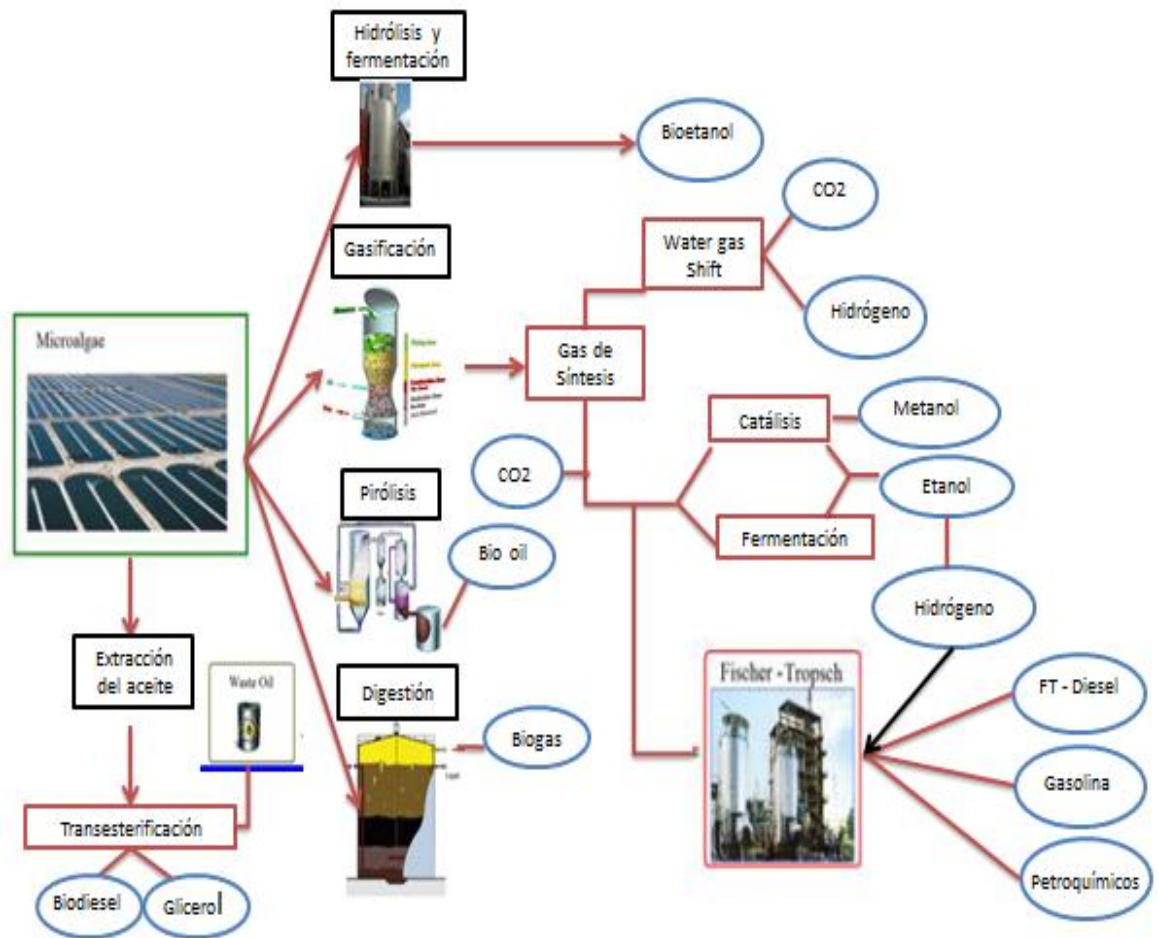 Hidrólisis y
fermentación
Bioetanol
CO2
Gasificación
Water gas
Shift
Hidrógeno
Microalgae
Gas de
Síntesis
Metanol
Catálisis
CO2
Pirólisis
Etanol
Fermentación
Bio oil
Hidrógeno
Extracción
del aceite
Waste Oil
Fischer - Tropsch
Digestión
FT - Diesel
Biogas
Gasolina
Transesterificación
Petroquímicos
Biodiesel
Glicerol